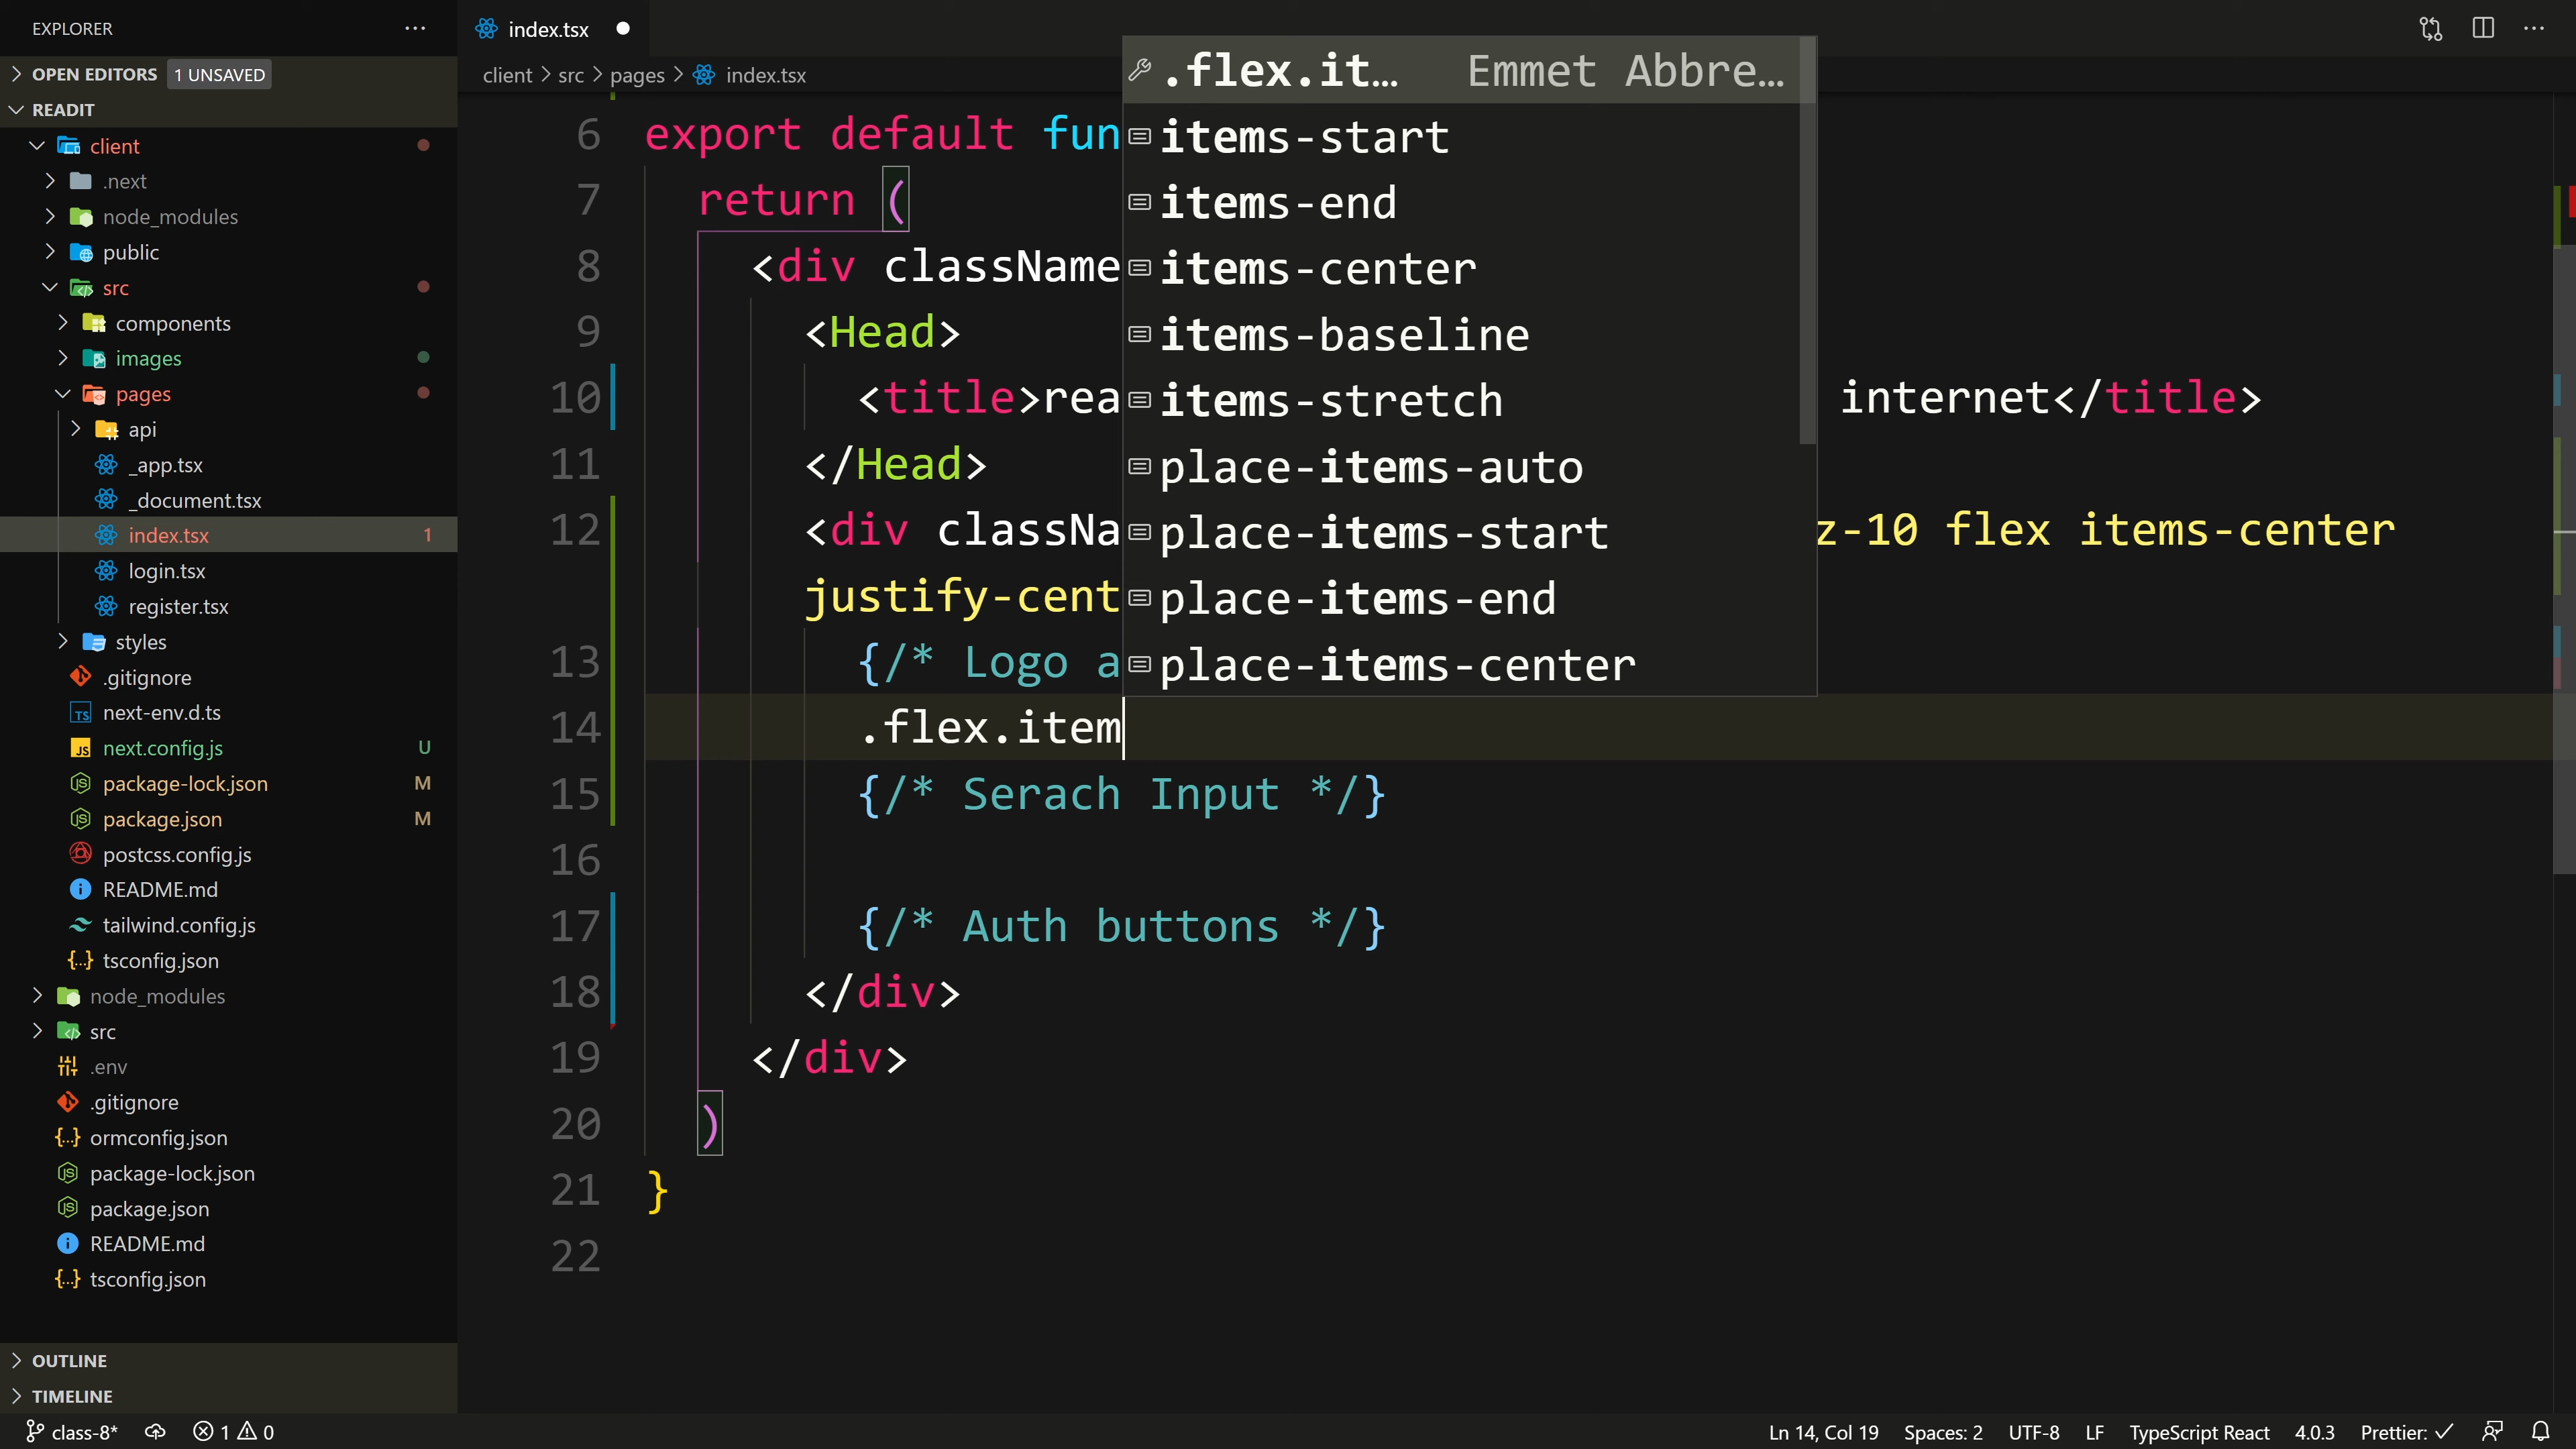 EXPLORER
OPEN EDITORS 1 UNSAVED
READIT
client
.next
node_modules
public
src
components
images
pages
api
_app.tsx
_document.tsx
index.tsx 1
login.tsx
register.tsx
styles
.gitignore
next-env.d.ts
next.config.js U
package-lock.json M
package.json M
postcss.config.js
README.md
tailwind.config.js
tsconfig.json
node_modules
src
.env
.gitignore
ormconfig.json
package-lock.json
package.json
README.md
tsconfig.json
OUTLINE
TIMELINE
index.tsx
client > src > pages > index.tsx
6 export default fun
7 return (
8 <div className
9 <Head>
10 <title>rea internet</title>
11 </Head>
12 <div classNa z-10 flex items-center
justify-cent
13 {/* Logo a
14 .flex.item
15 {/* Serach Input */}
16
17 {/* Auth buttons */}
18 </div>
19 </div>
20 )
21 }
22
.flex.it… Emmet Abbre…
items-start
items-end
items-center
items-baseline
items-stretch
place-items-auto
place-items-start
place-items-end
place-items-center
class-8* 1 0 Ln 14, Col 19 Spaces: 2 UTF-8 LF TypeScript React 4.0.3 Prettier: ✓